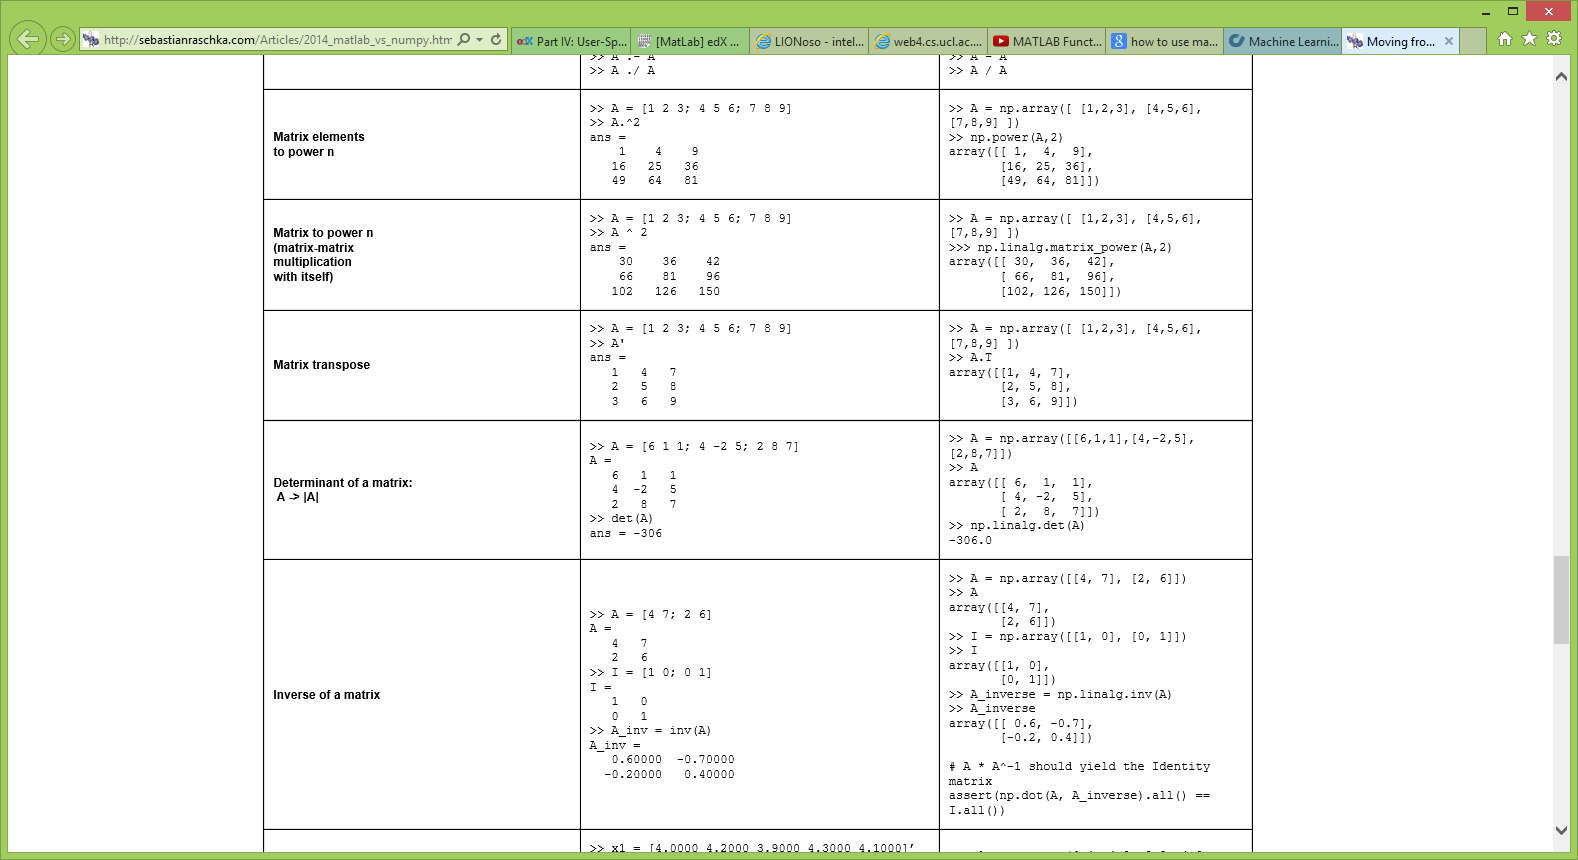 http://sebastianraschka.com/Articles/2014_matlab_vs_numpy.htm
Part IV: User-Sp...
[MatLab] edX ...
LIONoso - intel...
web4.cs.ucl.ac....
MATLAB Funct...
how to use ma...
Machine Learni...
Moving fro...
>> A .- A
>> A ./ A
>> A - A
>> A / A
Matrix elements
to power n
>> A = [1 2 3; 4 5 6; 7 8 9]
>> A.^2
ans =
1 4 9
16 25 36
49 64 81
>> A = np.array([ [1,2,3], [4,5,6],
[7,8,9] ])
>> np.power(A,2)
array([[ 1, 4, 9],
[16, 25, 36],
[49, 64, 81]])
Matrix to power n
(matrix-matrix
multiplication
with itself)
>> A = [1 2 3; 4 5 6; 7 8 9]
>> A ^ 2
ans =
30 36 42
66 81 96
102 126 150
>> A = np.array([ [1,2,3], [4,5,6],
[7,8,9] ])
>>> np.linalg.matrix_power(A,2)
array([[ 30, 36, 42],
[ 66, 81, 96],
[102, 126, 150]])
Matrix transpose
>> A = [1 2 3; 4 5 6; 7 8 9]
>> A'
ans =
1 4 7
2 5 8
3 6 9
>> A = np.array([ [1,2,3], [4,5,6],
[7,8,9] ])
>> A.T
array([[1, 4, 7],
[2, 5, 8],
[3, 6, 9]])
Determinant of a matrix:
A -> |A|
>> A = [6 1 1; 4 -2 5; 2 8 7]
A =
6 1 1
4 -2 5
2 8 7
>> det(A)
ans = -306
>> A = np.array([[6,1,1],[4,-2,5],
[2,8,7]])
>> A
array([[ 6, 1, 1],
[ 4, -2, 5],
[ 2, 8, 7]])
>> np.linalg.det(A)
-306.0
Inverse of a matrix
>> A = [4 7; 2 6]
A =
4 7
2 6
>> I = [1 0; 0 1]
I =
1 0
0 1
>> A_inv = inv(A)
A_inv =
0.60000 -0.70000
-0.20000 0.40000
>> A = np.array([[4, 7], [2, 6]])
>> A
array([[4, 7],
[2, 6]])
>> I = np.array([[1, 0], [0, 1]])
>> I
array([[1, 0],
[0, 1]])
>> A_inverse = np.linalg.inv(A)
>> A_inverse
array([[ 0.6, -0.7],
[-0.2, 0.4]])
# A * A^-1 should yield the Identity
matrix
assert(np.dot(A, A_inverse).all() ==
I.all())
>> x1 = [4.0000 4.2000 3.9000 4.3000 4.1000]’